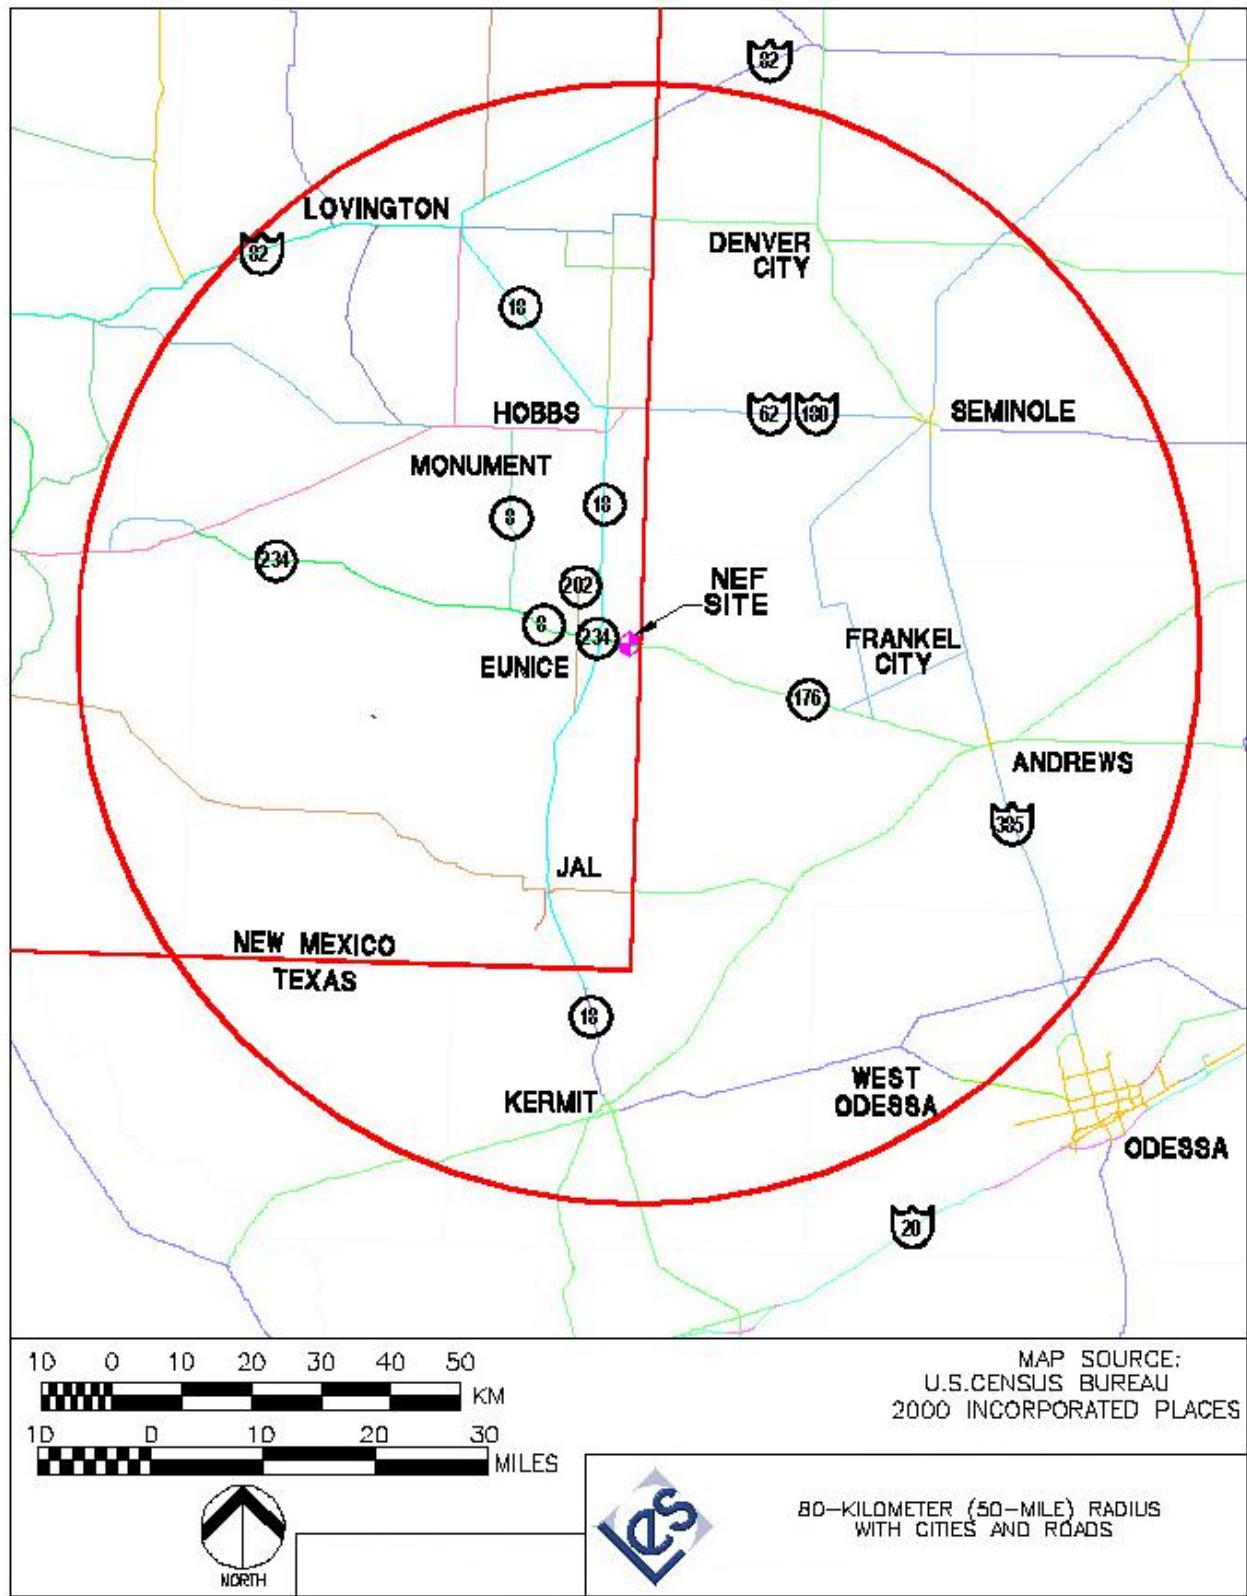 82
LOVINGTON
82
DENVER
CITY
18
HOBBS
62
180
SEMINOLE
MONUMENT
8
18
234
202
NEF
SITE
8
234
EUNICE
FRANKEL
CITY
176
ANDREWS
385
JAL
NEW MEXICO
TEXAS
18
KERMIT
WEST
ODESSA
ODESSA
20
10 0 10 20 30 40 50
KM
10 0 10 20 30
MILES
NORTH
MAP SOURCE:
U.S.CENSUS BUREAU
2000 INCORPORATED PLACES
Les
80-KILOMETER (50-MILE) RADIUS
WITH CITIES AND ROADS